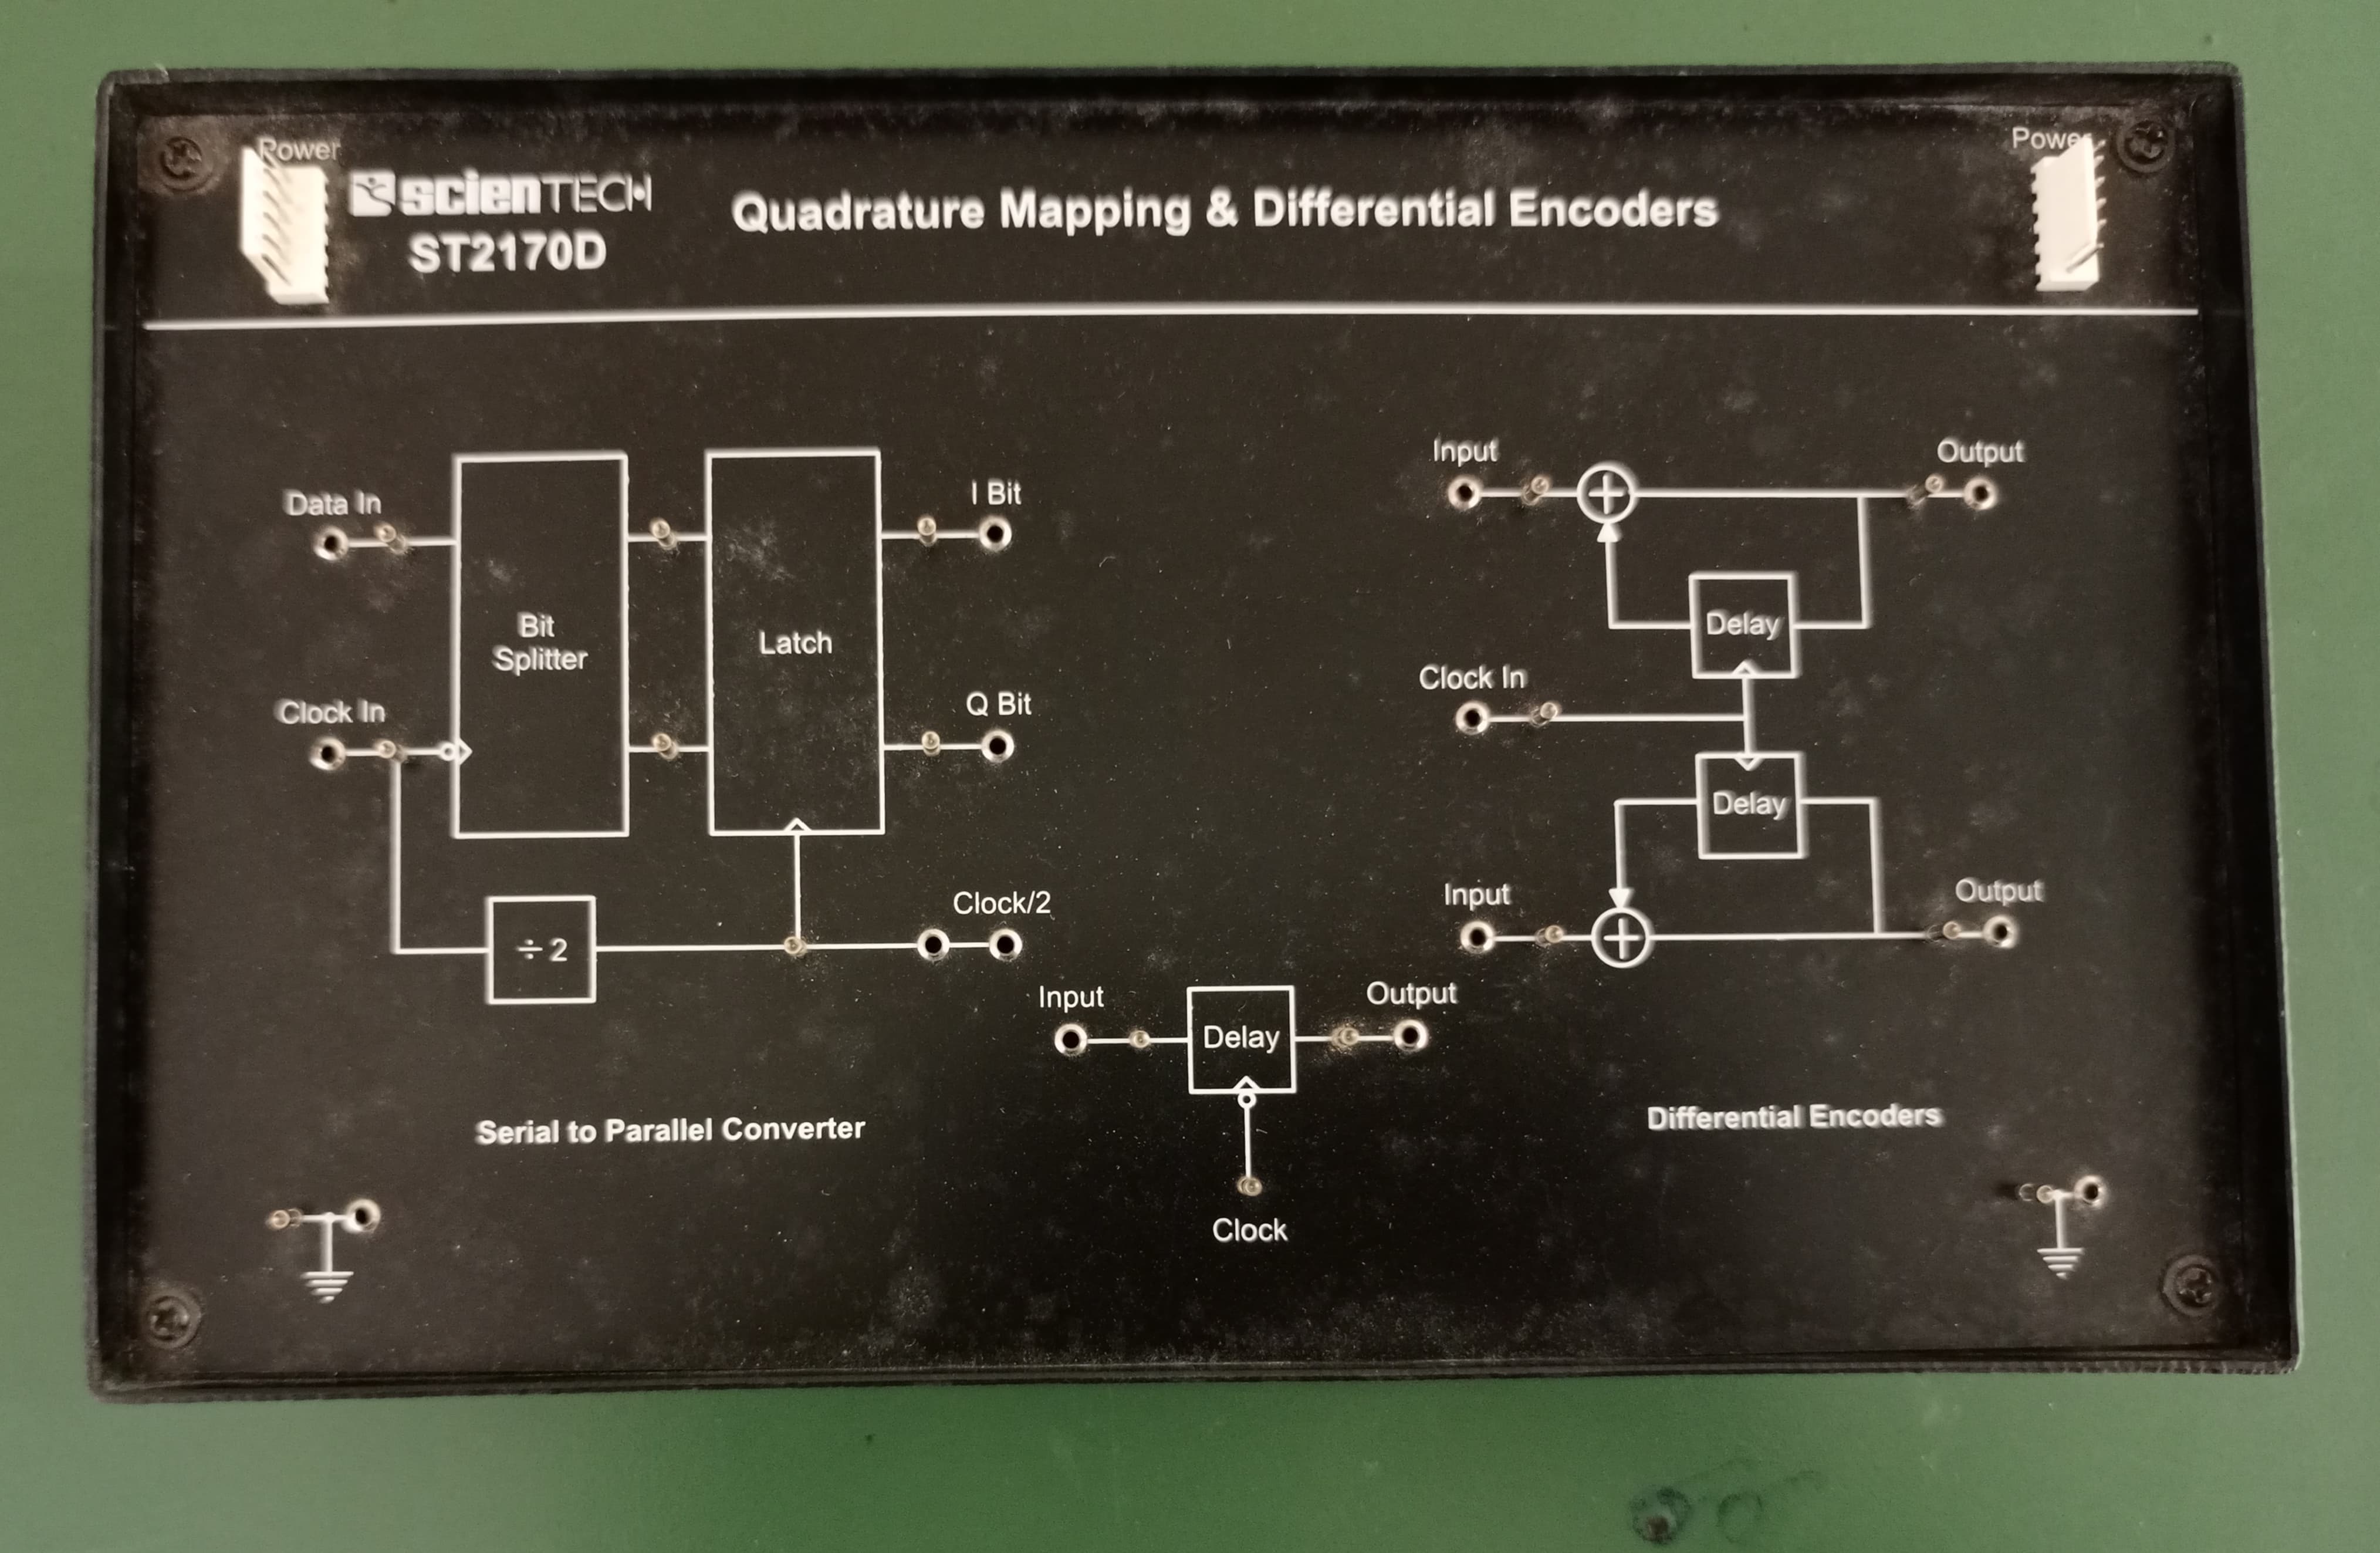 Power
Power
scienTECH
ST2170D
Quadrature Mapping & Differential Encoders
Data In
Clock In
Bit
Splitter
Latch
I Bit
Q Bit
÷ 2
Clock/2
Serial to Parallel Converter
Input
Delay
Output
Clock
Input
Output
Delay
Clock In
Delay
Input
Output
Differential Encoders